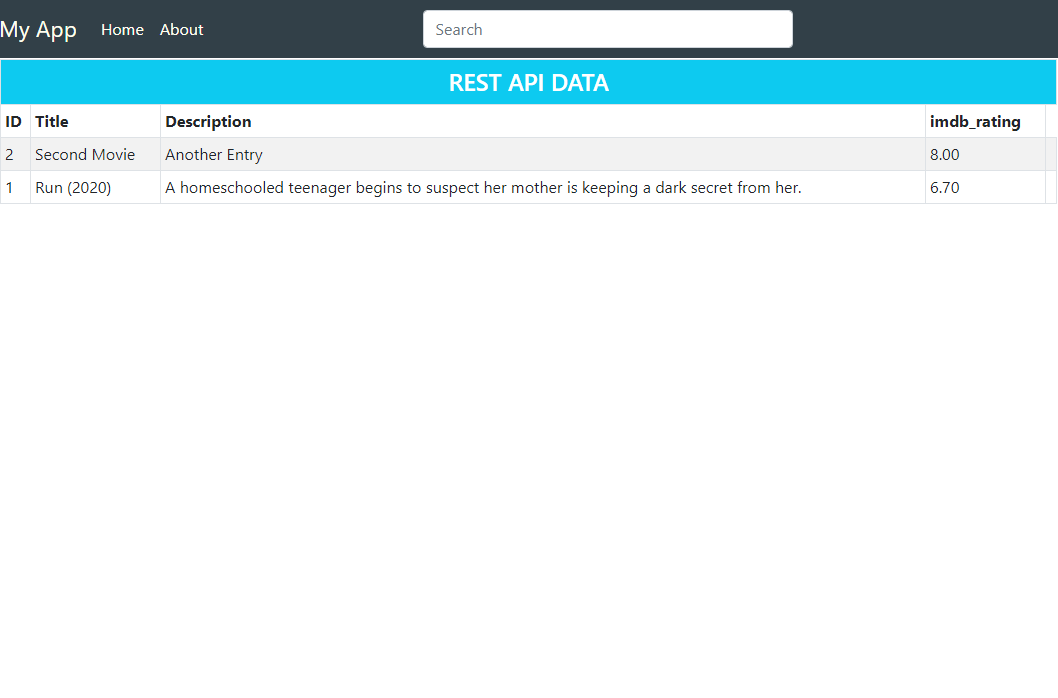 My App Home About Search
REST API DATA
ID Title Description imdb_rating
2 Second Movie Another Entry 8.00
1 Run (2020) A homeschooled teenager begins to suspect her mother is keeping a dark secret from her. 6.70